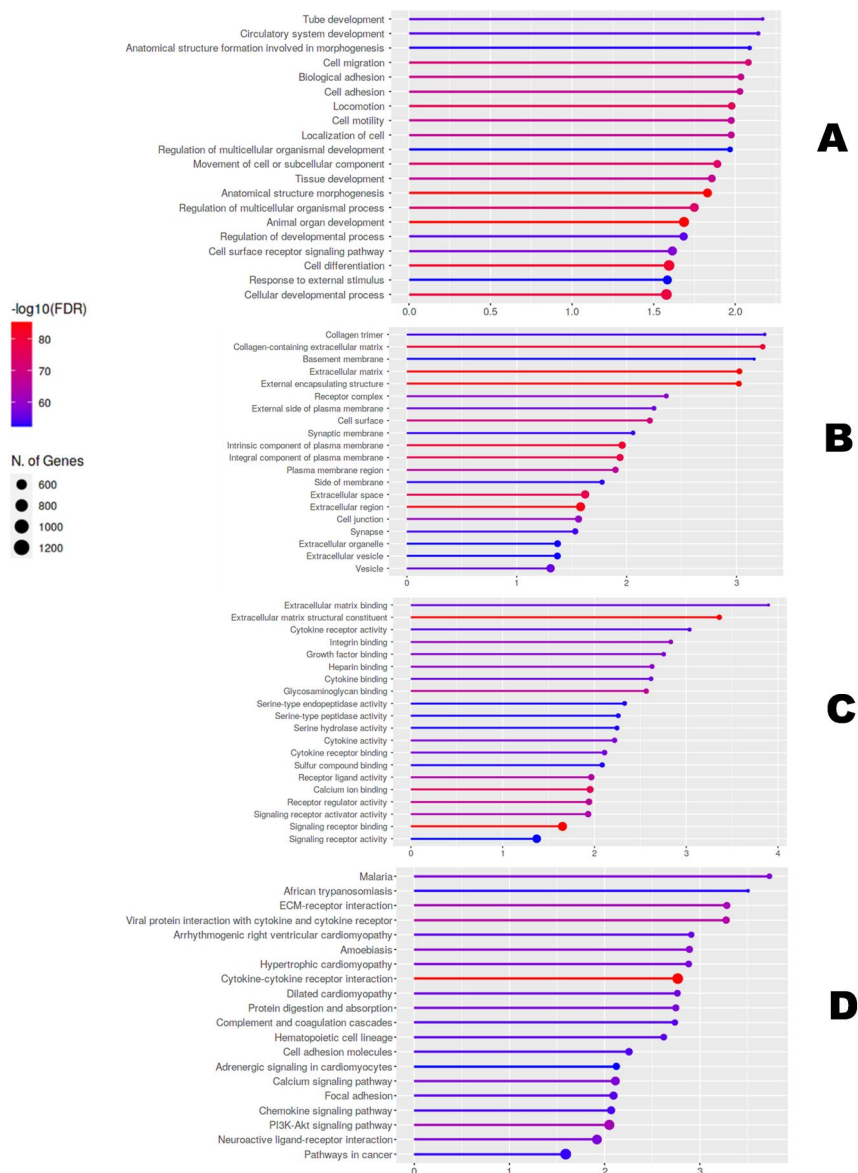 Tube development
Circulatory system development
Anatomical structure formation involved in morphogenesis
Cell migration
Biological adhesion
Cell adhesion
Locomotion
Cell motility
Localization of cell
Regulation of multicellular organismal development
Movement of cell or subcellular component
Tissue development
Anatomical structure morphogenesis
Regulation of multicellular organismal process
Animal organ development
Regulation of developmental process
Cell surface receptor signaling pathway
Cell differentiation
Response to external stimulus
Cellular developmental process
0.0 0.5 1.0 1.5 2.0
A
-log10(FDR)
80
60
N. of Genes
600
800
1000
1200
Collagen trimer
Collagen-containing extracellular matrix
Basement membrane
Extracellular matrix
External encapsulating structure
Receptor complex
External side of plasma membrane
Cell surface
Synaptic membrane
Intrinsic component of plasma membrane
Integral component of plasma membrane
Plasma membrane region
Side of membrane
Extracellular space
Extracellular region
Cell junction
Synapse
Extracellular organelle
Extracellular vesicle
Vesicle
0 1 2 3
B
Extracellular matrix binding
Extracellular matrix structural constituent
Cytokine receptor activity
Integrin binding
Growth factor binding
Heparin binding
Cytokine binding
Glycosaminoglycan binding
Serine-type endopeptidase activity
Serine-type peptidase activity
Serine hydrolase activity
Cytokine activity
Cytokine receptor binding
Sulfur compound binding
Receptor ligand activity
Calcium ion binding
Receptor regulator activity
Signaling receptor activator activity
Signaling receptor binding
Signaling receptor activity
0 1 2 3 4
C
Malaria
African trypanosomiasis
ECM-receptor interaction
Viral protein interaction with cytokine and cytokine receptor
Arrhythmogenic right ventricular cardiomyopathy
Amoebiasis
Hypertrophic cardiomyopathy
Cytokine-cytokine receptor interaction
Dilated cardiomyopathy
Protein digestion and absorption
Complement and coagulation cascades
Hematopoietic cell lineage
Cell adhesion molecules
Adrenergic signaling in cardiomyocytes
Calcium signaling pathway
Focal adhesion
Chemokine signaling pathway
PI3K-Akt signaling pathway
Neuroactive ligand-receptor interaction
Pathways in cancer
0 1 2 3
D